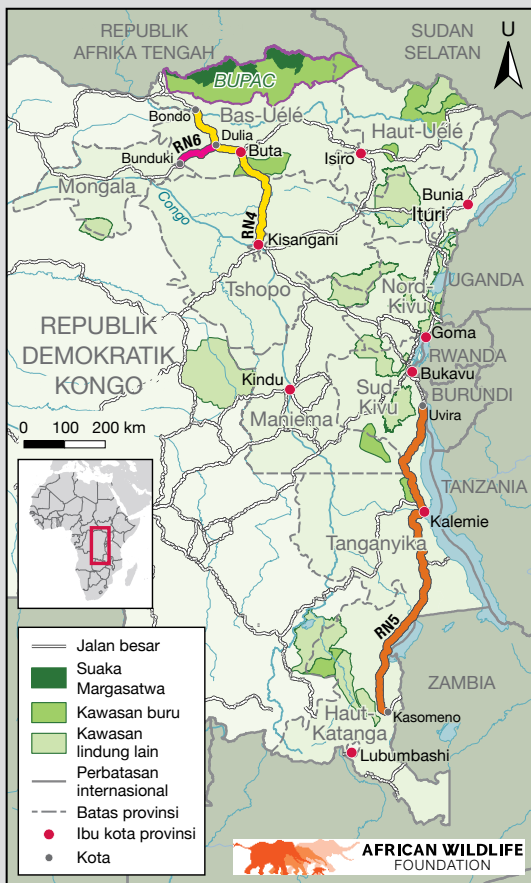 REPUBLIK
AFRIKA TENGAH
SUDAN
SELATAN
U
BUPAC
Bondo
Bas-Uélé
RN6
Dulia
Haut-Uélé
Bunduki
Buta
Isiro
Mongala
Bunia
Congo
RN4
Ituri
Kisangani
Tshopo
UGANDA
Nord-
Kivu
REPUBLIK
DEMOKRATIK
KONGO
Goma
RWANDA
Bukavu
Kindu
Sud-
Kivu
BURUNDI
Maniema
Uvira
0 100 200 km
TANZANIA
Kalemie
Tanganyika
RN5
ZAMBIA
Haut-
Katanga
Kasomeno
Lubumbashi
Jalan besar
Suaka
Margasatwa
Kawasan buru
Kawasan
lindung lain
Perbatasan
internasional
Batas provinsi
Ibu kota provinsi
Kota
AFRICAN WILDLIFE
FOUNDATION